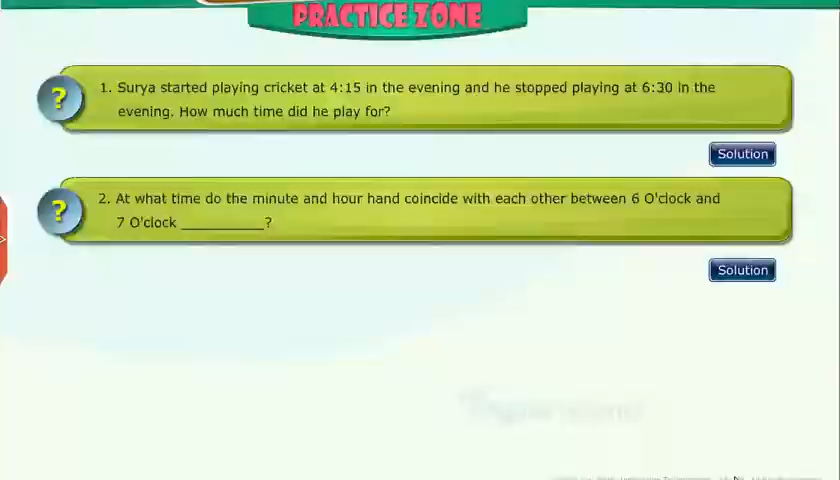 PRACTICE ZONE
? 1. Surya started playing cricket at 4:15 in the evening and he stopped playing at 6:30 in the
evening. How much time did he play for?
Solution
? 2. At what time do the minute and hour hand coincide with each other between 6 O'clock and
7 O'clock __________?
Solution